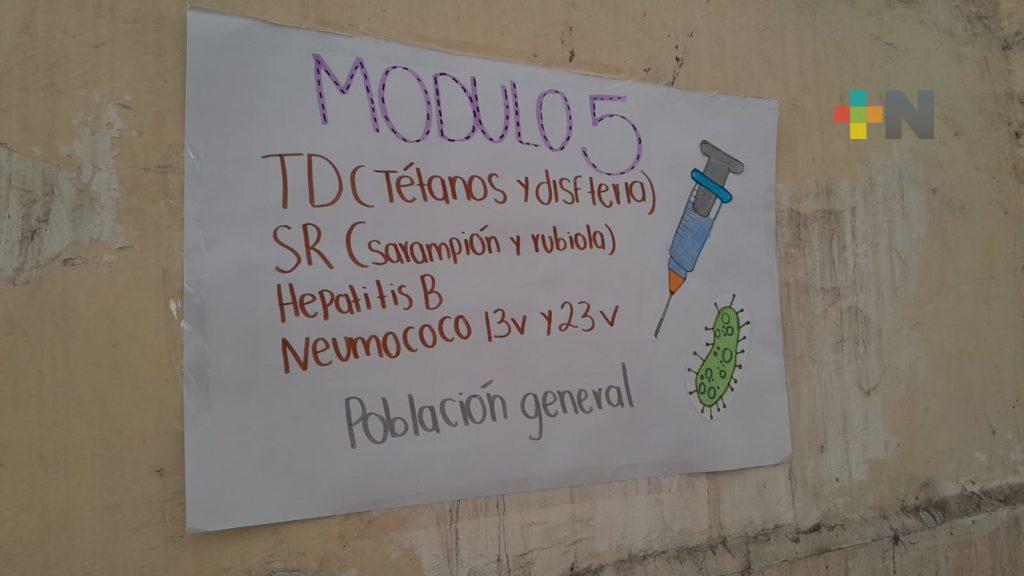 MODULO 5
TD (Tétanos y disfteria)
SR (sarampión y rubiola)
Hepatitis B
Neumococo 13v y 23v
Población general
+N